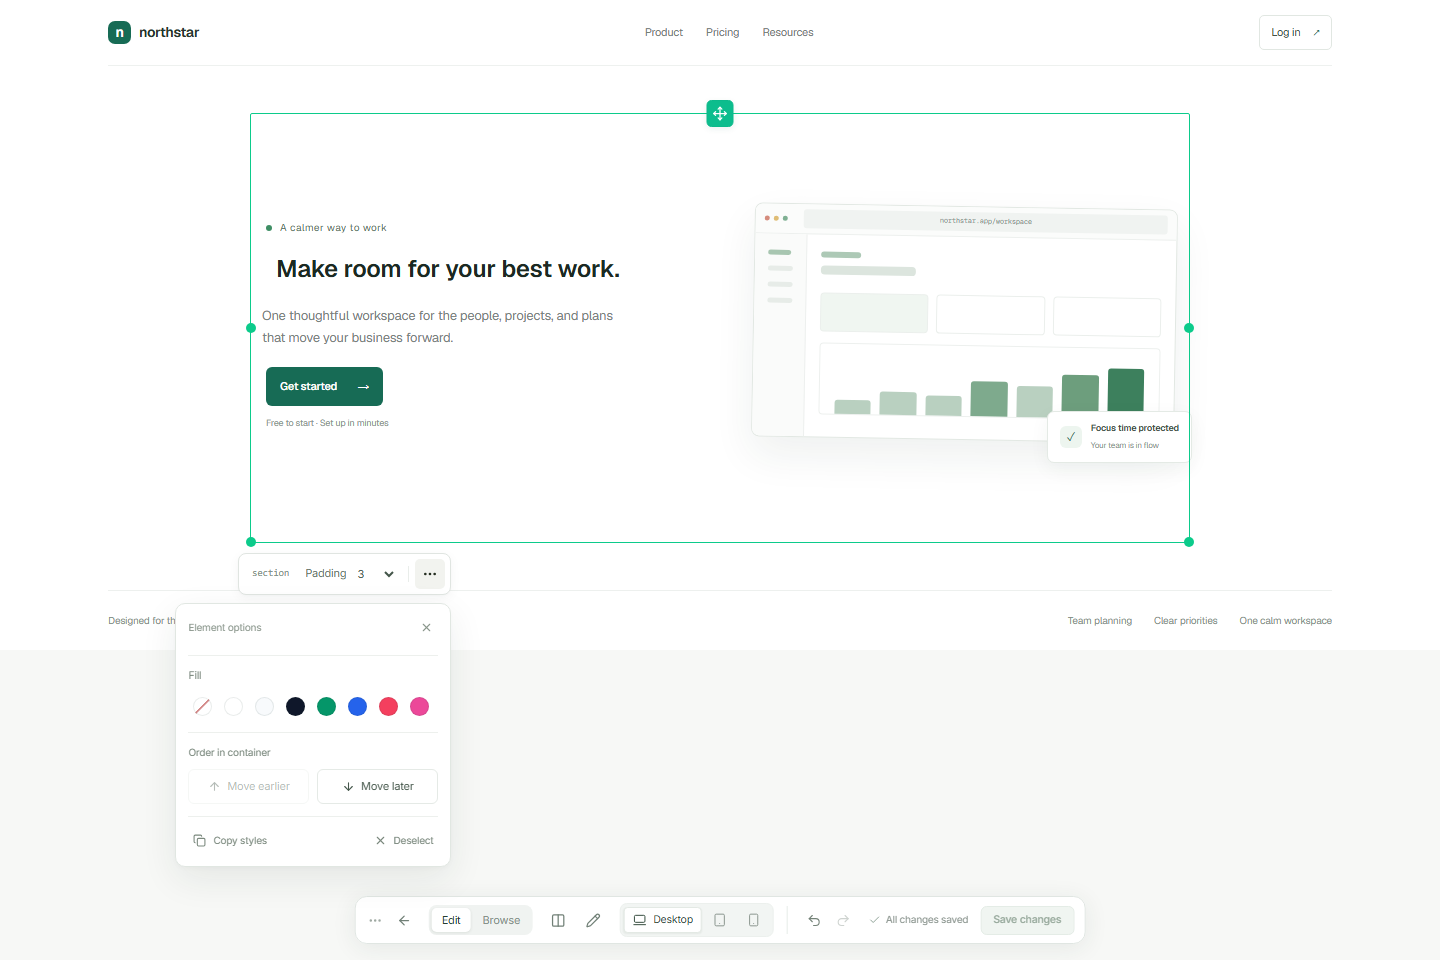 n northstar
Product Pricing Resources
Log in
A calmer way to work
Make room for your best work.
One thoughtful workspace for the people, projects, and plans
that move your business forward.
Get started
Free to start · Set up in minutes
northstar.app/workspace
Focus time protected
Your team is in flow
section Padding 3
Designed for th
Team planning Clear priorities One calm workspace
Element options
Fill
Order in container
Move earlier Move later
Copy styles Deselect
Edit Browse Desktop All changes saved Save changes